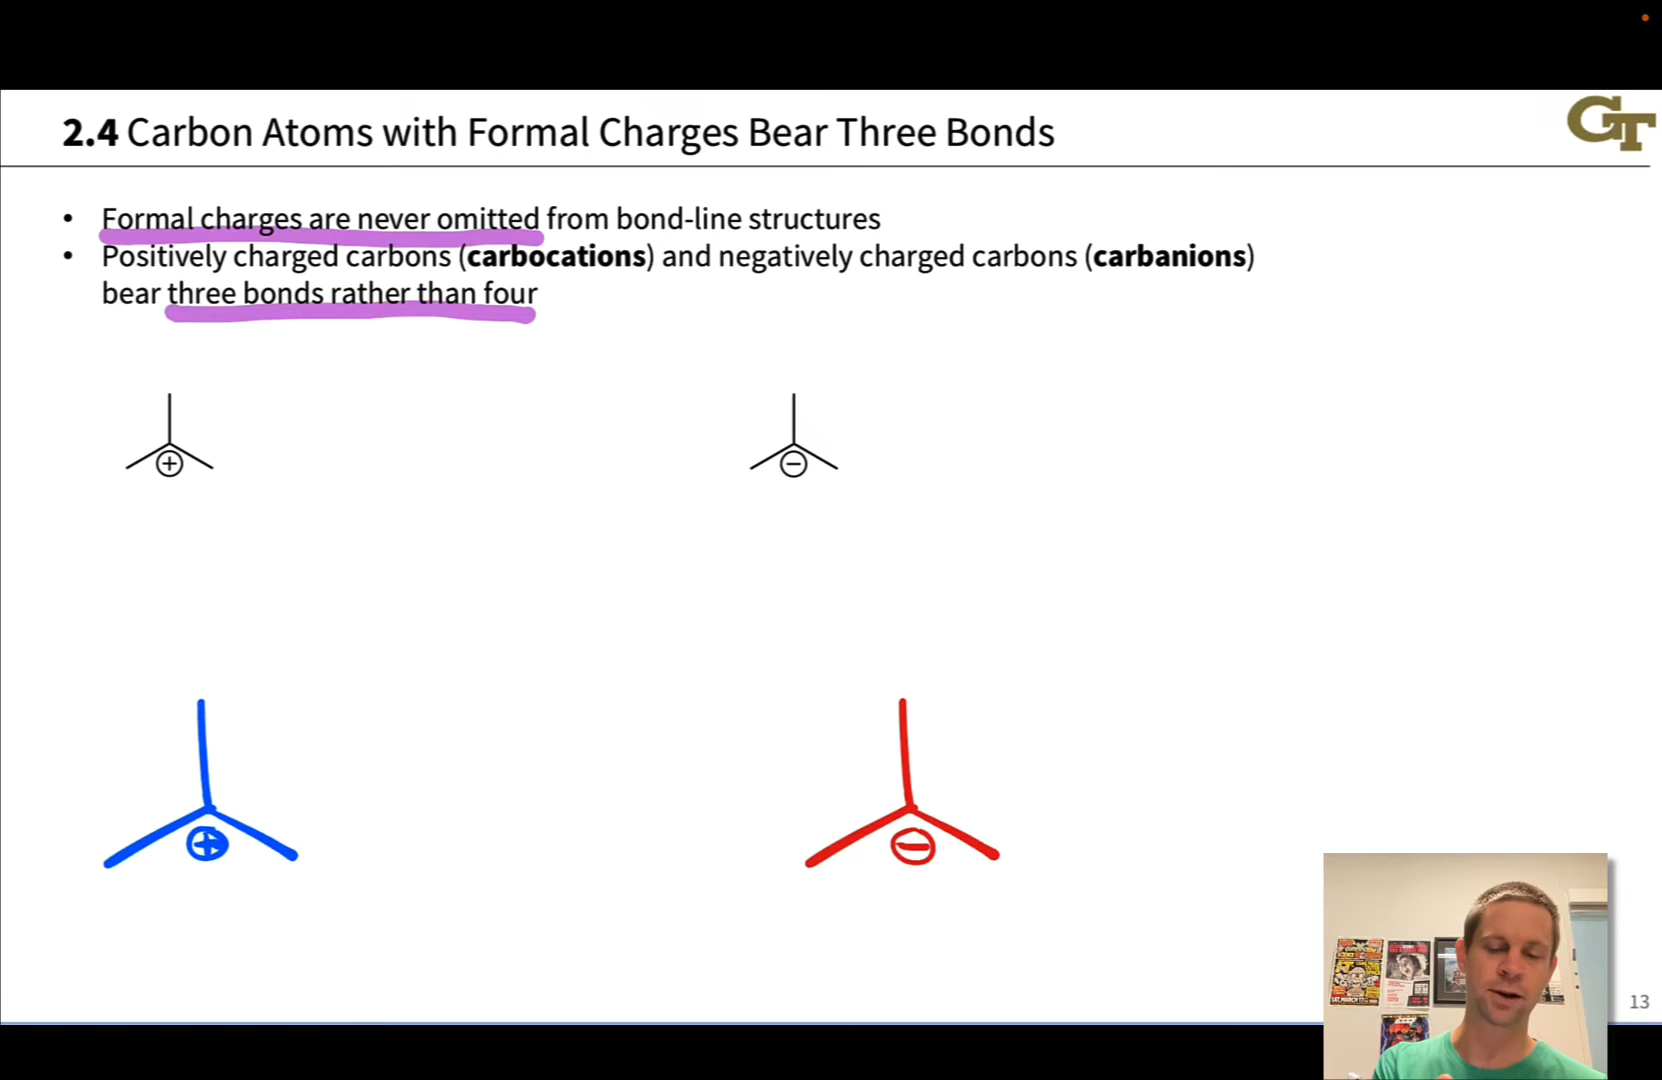 2.4 Carbon Atoms with Formal Charges Bear Three Bonds
GT
• Formal charges are never omitted from bond-line structures
• Positively charged carbons (carbocations) and negatively charged carbons (carbanions)
bear three bonds rather than four
+
−
+
−
13